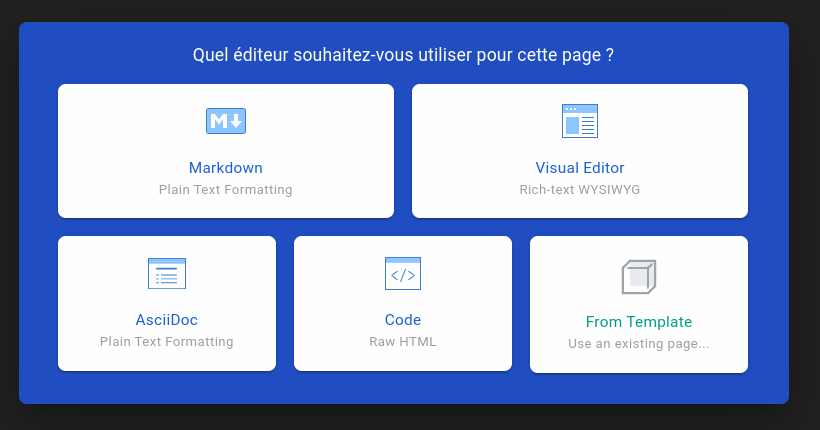 Quel éditeur souhaitez-vous utiliser pour cette page ?
M
Markdown
Plain Text Formatting
Visual Editor
Rich-text WYSIWYG
AsciiDoc
Plain Text Formatting
</>
Code
Raw HTML
From Template
Use an existing page...